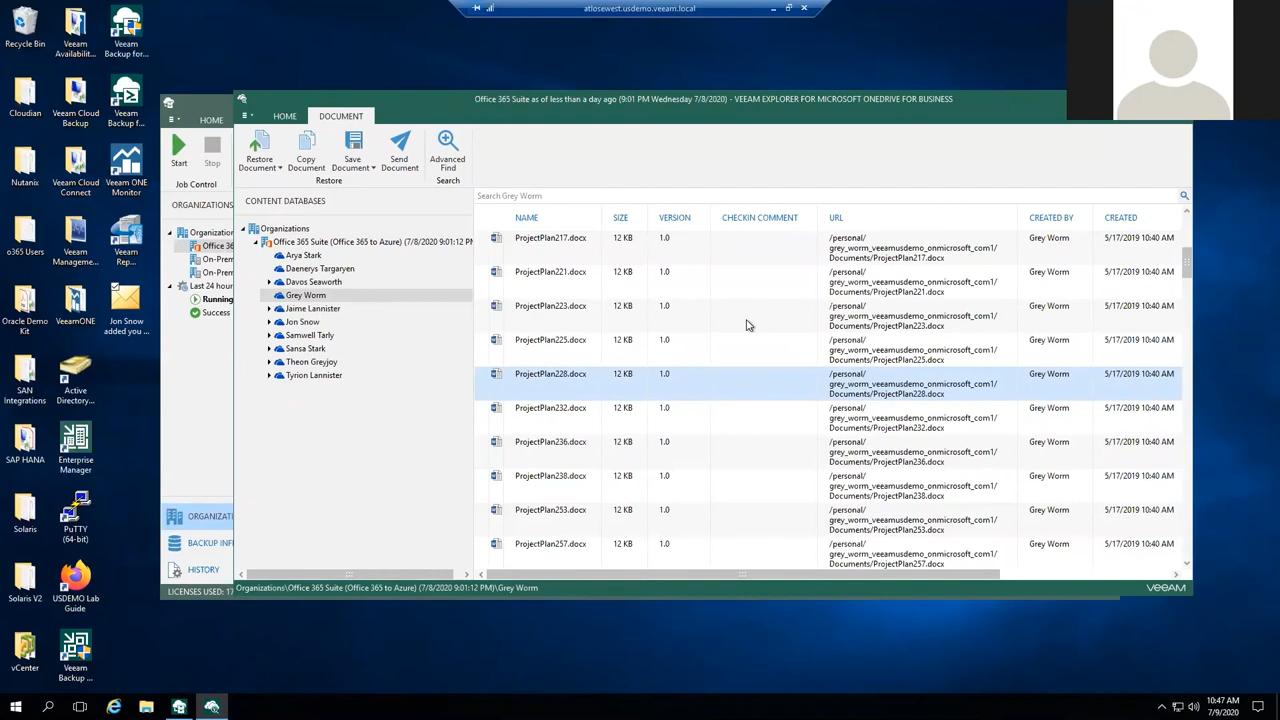 atlosewest.usdemo.veeam.local
Recycle Bin
Veeam
Availabilit...
Veeam
Backup for...
Cloudian
Veeam Cloud
Backup
Veeam
Backup f...
Nutanix
Veeam Cloud
Connect
Veeam ONE
Monitor
o365 Users
Veeam
Manageme...
Veeam
Rep...
Oracle Demo
Kit
VeeamONE
Jon Snow
added you ...
SAN
Integrations
Active
Directory...
SAP HANA
Enterprise
Manager
Solaris
PuTTY
(64-bit)
Solaris V2
USDEMO Lab
Guide
vCenter
Veeam
Backup ...
HOME
Start
Stop
Job Control
ORGANIZATIONS
Organizatio
Office 36
On-Prem
On-Prem
Last 24 hour
Running
Success
ORGANIZATI
BACKUP INF
HISTORY
LICENSES USED: 17
Office 365 Suite as of less than a day ago (9:01 PM Wednesday 7/8/2020) - VEEAM EXPLORER FOR MICROSOFT ONEDRIVE FOR BUSINESS
HOME
DOCUMENT
Restore
Document
Copy
Document
Save
Document
Send
Document
Advanced
Find
Restore
Search
CONTENT DATABASES
Organizations
Office 365 Suite (Office 365 to Azure) (7/8/2020 9:01:12 PM
Arya Stark
Daenerys Targaryen
Davos Seaworth
Grey Worm
Jaime Lannister
Jon Snow
Samwell Tarly
Sansa Stark
Theon Greyjoy
Tyrion Lannister
Search Grey Worm
NAME SIZE VERSION CHECKIN COMMENT URL CREATED BY CREATED
ProjectPlan217.docx 12 KB 1.0 /personal/ Grey Worm 5/17/2019 10:40 AM
grey_worm_veeamusdemo_onmicrosoft_com1/
Documents/ProjectPlan217.docx
ProjectPlan221.docx 12 KB 1.0 /personal/ Grey Worm 5/17/2019 10:40 AM
grey_worm_veeamusdemo_onmicrosoft_com1/
Documents/ProjectPlan221.docx
ProjectPlan223.docx 12 KB 1.0 /personal/ Grey Worm 5/17/2019 10:40 AM
grey_worm_veeamusdemo_onmicrosoft_com1/
Documents/ProjectPlan223.docx
ProjectPlan225.docx 12 KB 1.0 /personal/ Grey Worm 5/17/2019 10:40 AM
grey_worm_veeamusdemo_onmicrosoft_com1/
Documents/ProjectPlan225.docx
ProjectPlan228.docx 12 KB 1.0 /personal/ Grey Worm 5/17/2019 10:40 AM
grey_worm_veeamusdemo_onmicrosoft_com1/
Documents/ProjectPlan228.docx
ProjectPlan232.docx 12 KB 1.0 /personal/ Grey Worm 5/17/2019 10:40 AM
grey_worm_veeamusdemo_onmicrosoft_com1/
Documents/ProjectPlan232.docx
ProjectPlan236.docx 12 KB 1.0 /personal/ Grey Worm 5/17/2019 10:40 AM
grey_worm_veeamusdemo_onmicrosoft_com1/
Documents/ProjectPlan236.docx
ProjectPlan238.docx 12 KB 1.0 /personal/ Grey Worm 5/17/2019 10:40 AM
grey_worm_veeamusdemo_onmicrosoft_com1/
Documents/ProjectPlan238.docx
ProjectPlan253.docx 12 KB 1.0 /personal/ Grey Worm 5/17/2019 10:40 AM
grey_worm_veeamusdemo_onmicrosoft_com1/
Documents/ProjectPlan253.docx
ProjectPlan257.docx 12 KB 1.0 /personal/ Grey Worm 5/17/2019 10:40 AM
grey_worm_veeamusdemo_onmicrosoft_com1/
Documents/ProjectPlan257.docx
Organizations\Office 365 Suite (Office 365 to Azure) (7/8/2020 9:01:12 PM)\Grey Worm
VEEAM
10:47 AM
7/9/2020